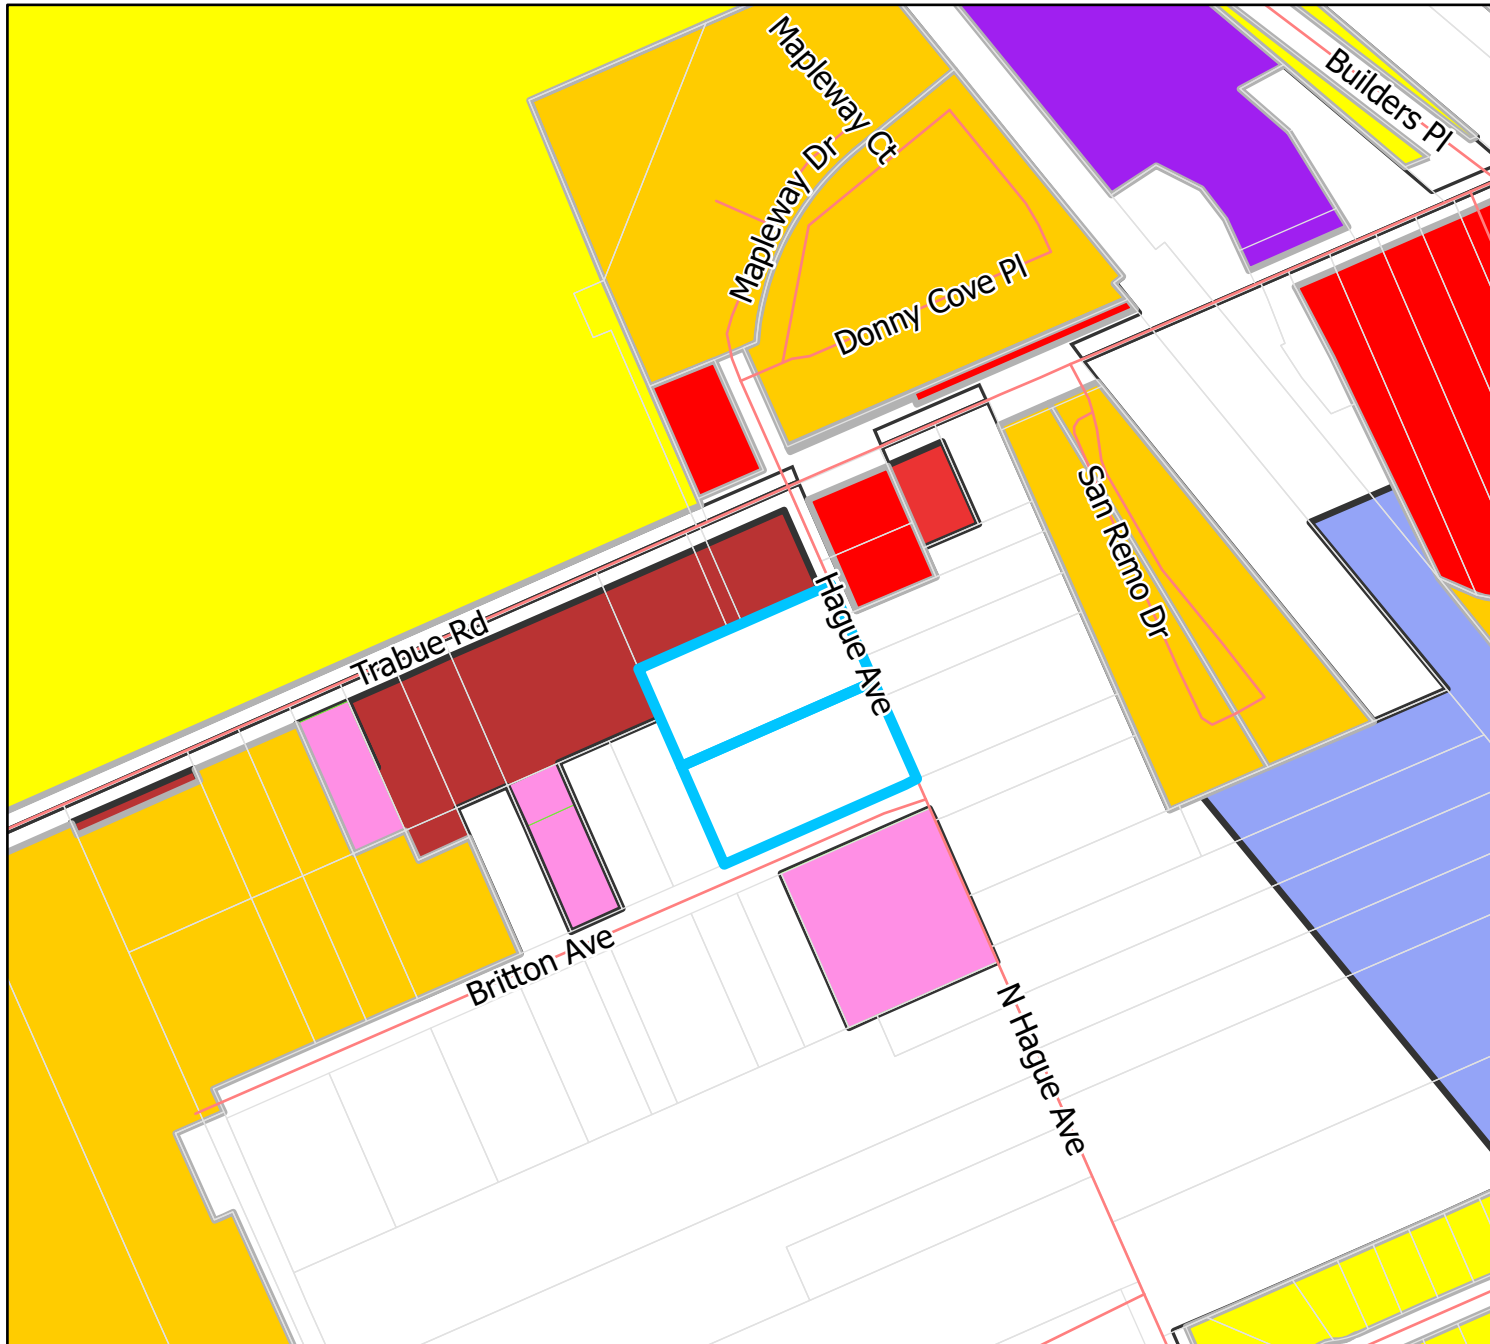 Mapleway Ct
Builders Pl
Mapleway Dr
Donny Cove Pl
San Remo Dr
Hague Ave
Trabue Rd
Britton Ave
N Hague Ave